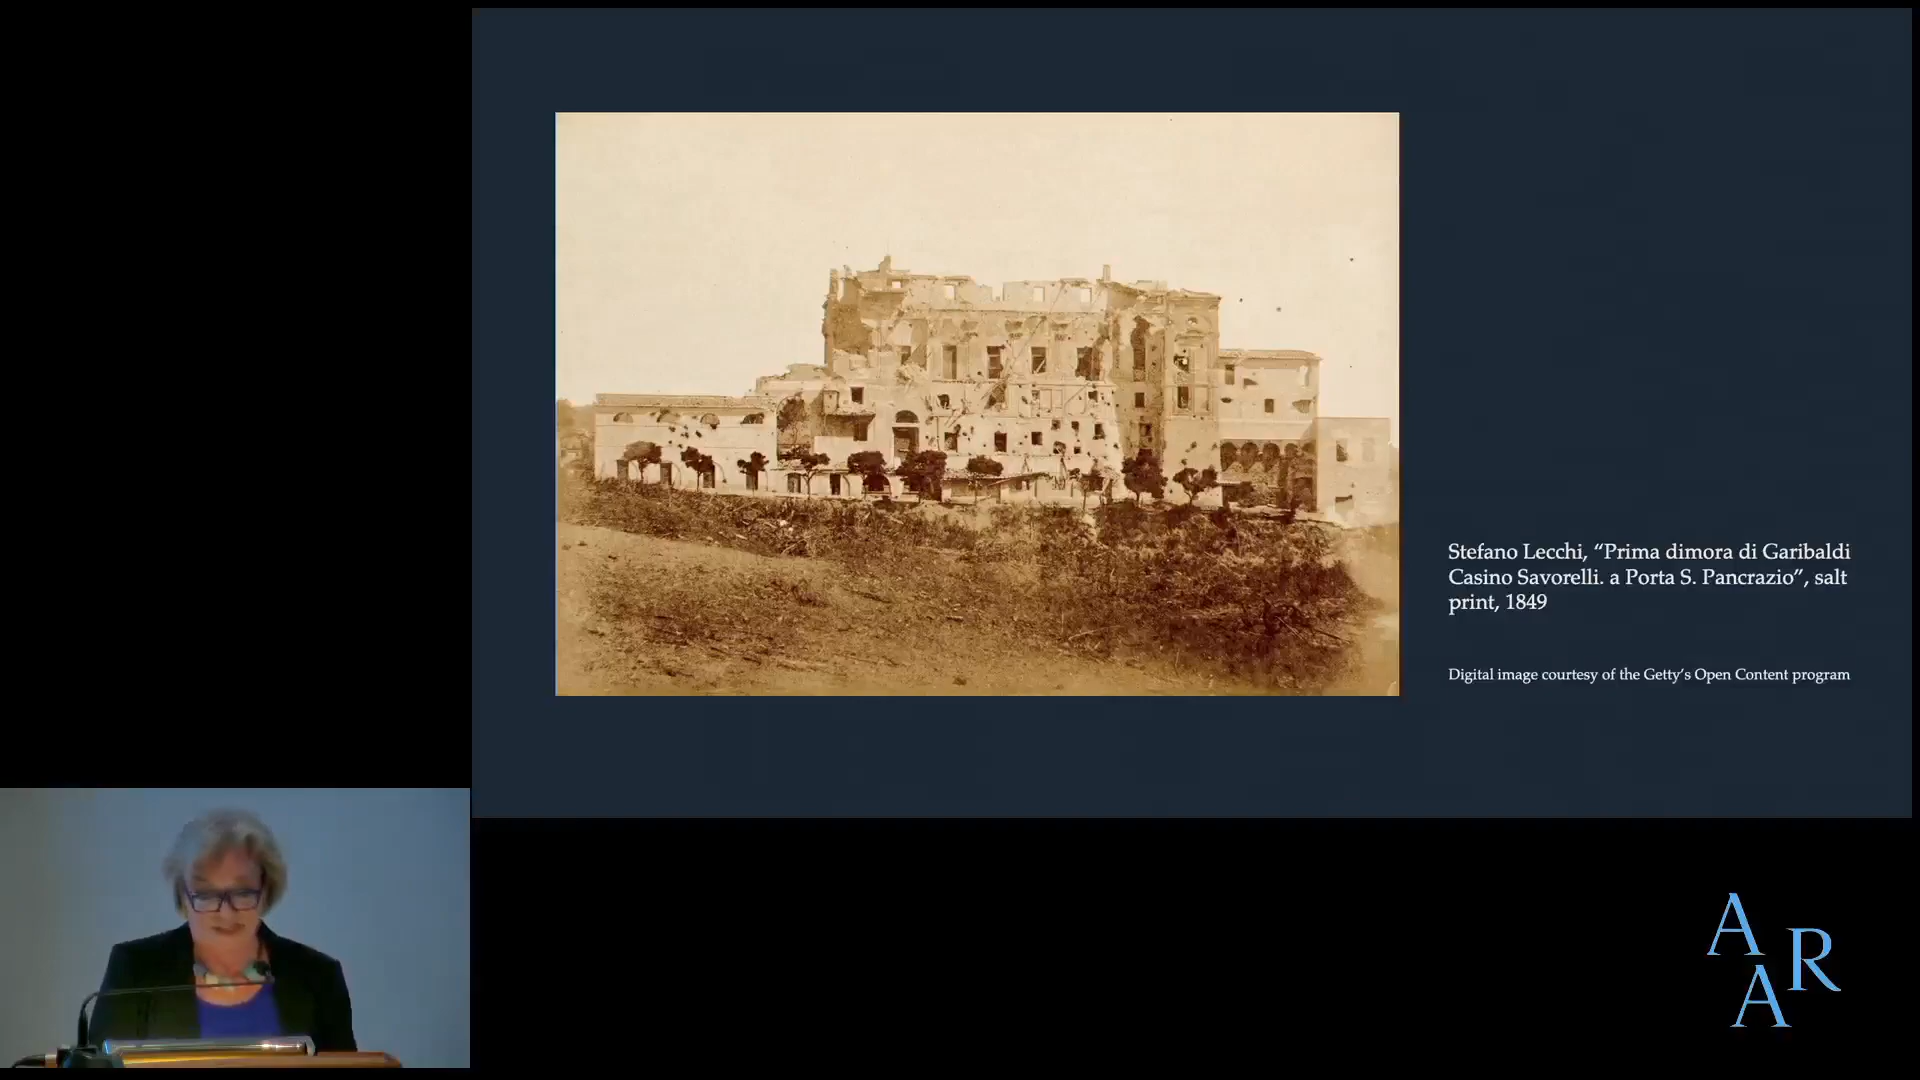 Stefano Lecchi, “Prima dimora di Garibaldi
Casino Savorelli. a Porta S. Pancrazio”, salt
print, 1849
Digital image courtesy of the Getty’s Open Content program
A
R
A